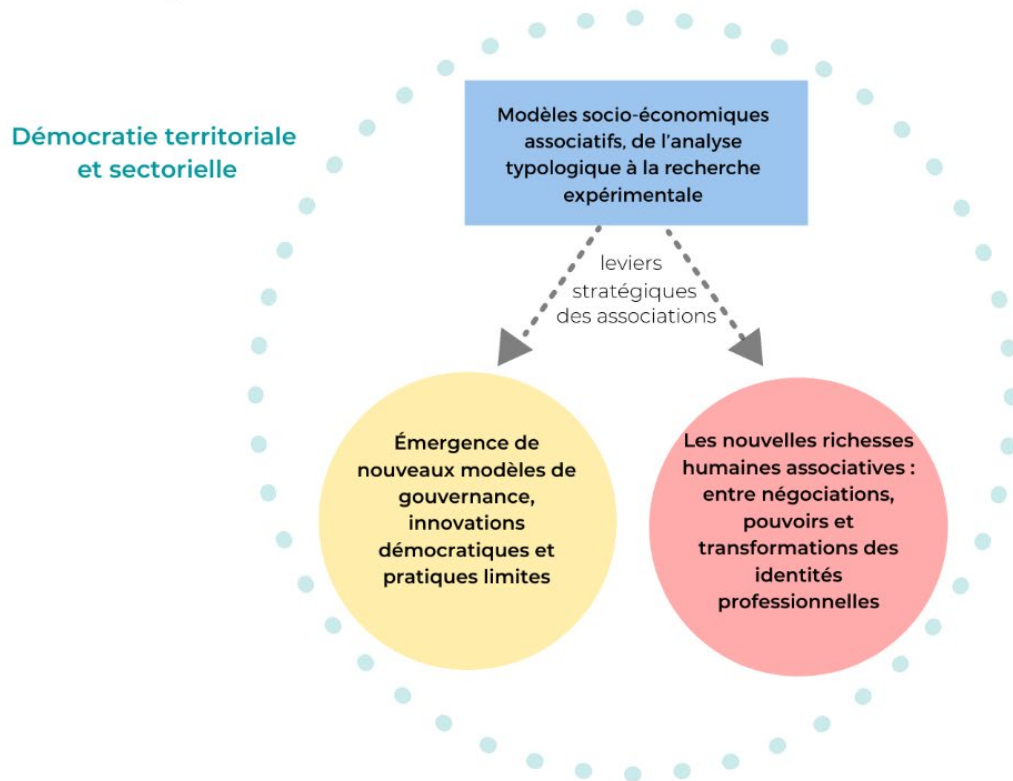 Démocratie territoriale
et sectorielle
Modèles socio-économiques
associatifs, de l'analyse
typologique à la recherche
expérimentale
leviers
stratégiques
des associations
Émergence de
nouveaux modèles de
gouvernance,
innovations
démocratiques et
pratiques limites
Les nouvelles richesses
humaines associatives :
entre négociations,
pouvoirs et
transformations des
identités
professionnelles